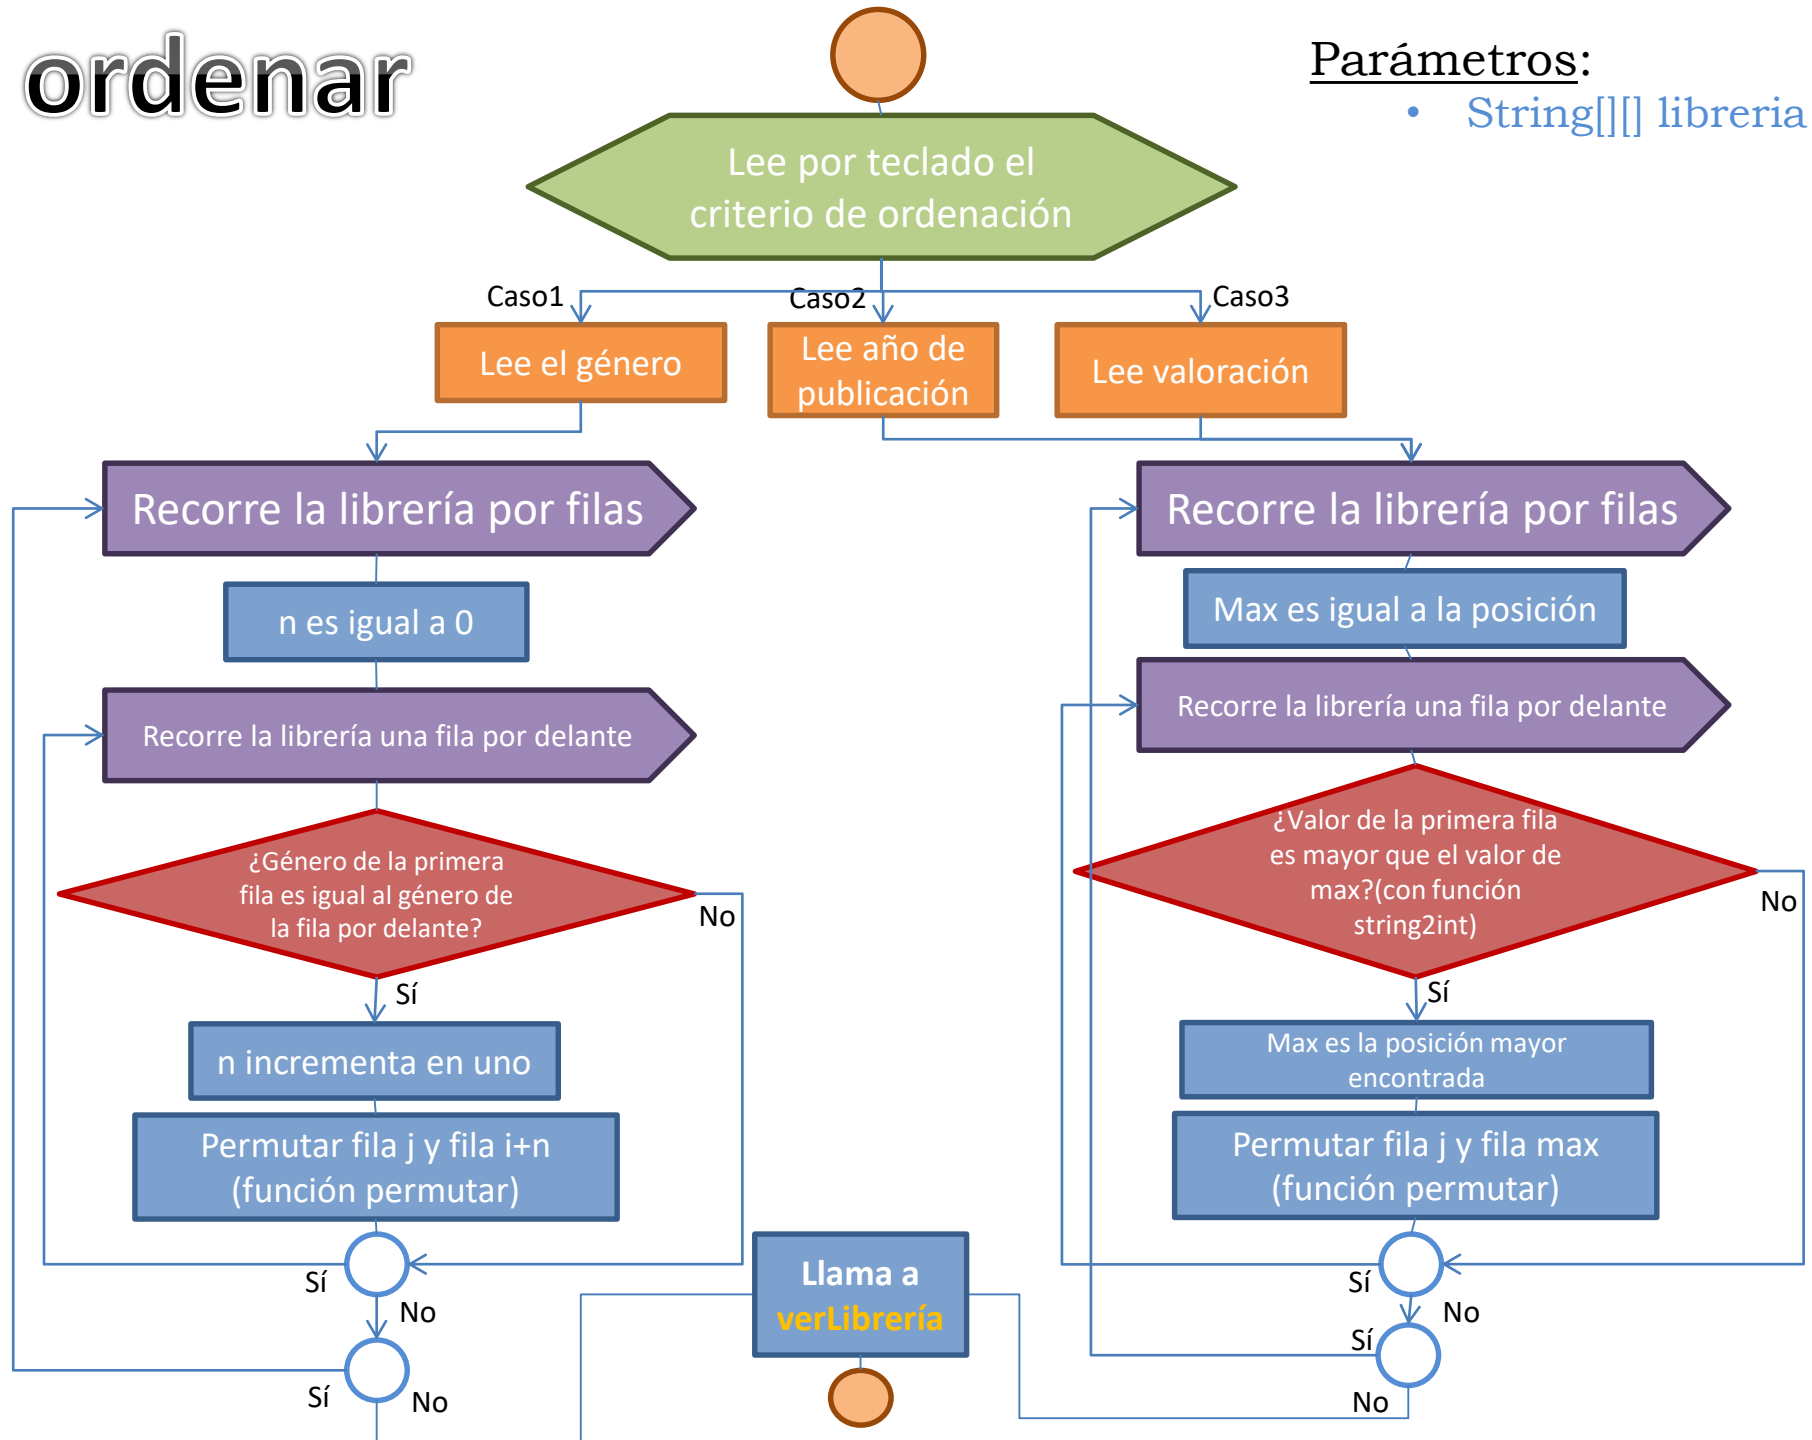 ordenar
Parámetros:
• String[][] libreria
Lee por teclado el
criterio de ordenación
Caso1
Caso2
Caso3
Lee el género
Lee año de
publicación
Lee valoración
Recorre la librería por filas
n es igual a 0
Recorre la librería una fila por delante
¿Género de la primera
fila es igual al género de
la fila por delante?
No
Sí
n incrementa en uno
Permutar fila j y fila i+n
(función permutar)
Sí
No
Sí
No
Recorre la librería por filas
Max es igual a la posición
Recorre la librería una fila por delante
¿Valor de la primera fila
es mayor que el valor de
max?(con función
string2int)
No
Sí
Max es la posición mayor
encontrada
Permutar fila j y fila max
(función permutar)
Sí
No
Sí
No
Llama a
verLibrería